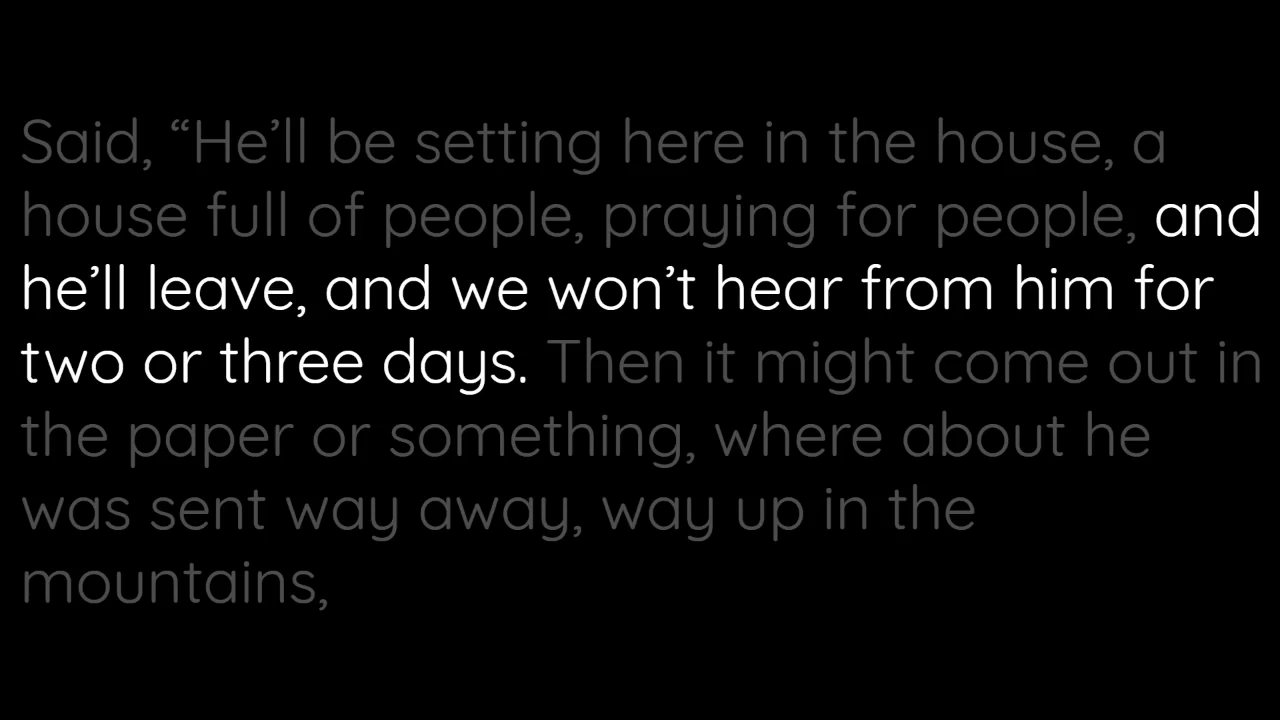 Said, “He’ll be setting here in the house, a
house full of people, praying for people, and
he’ll leave, and we won’t hear from him for
two or three days. Then it might come out in
the paper or something, where about he
was sent way away, way up in the
mountains,